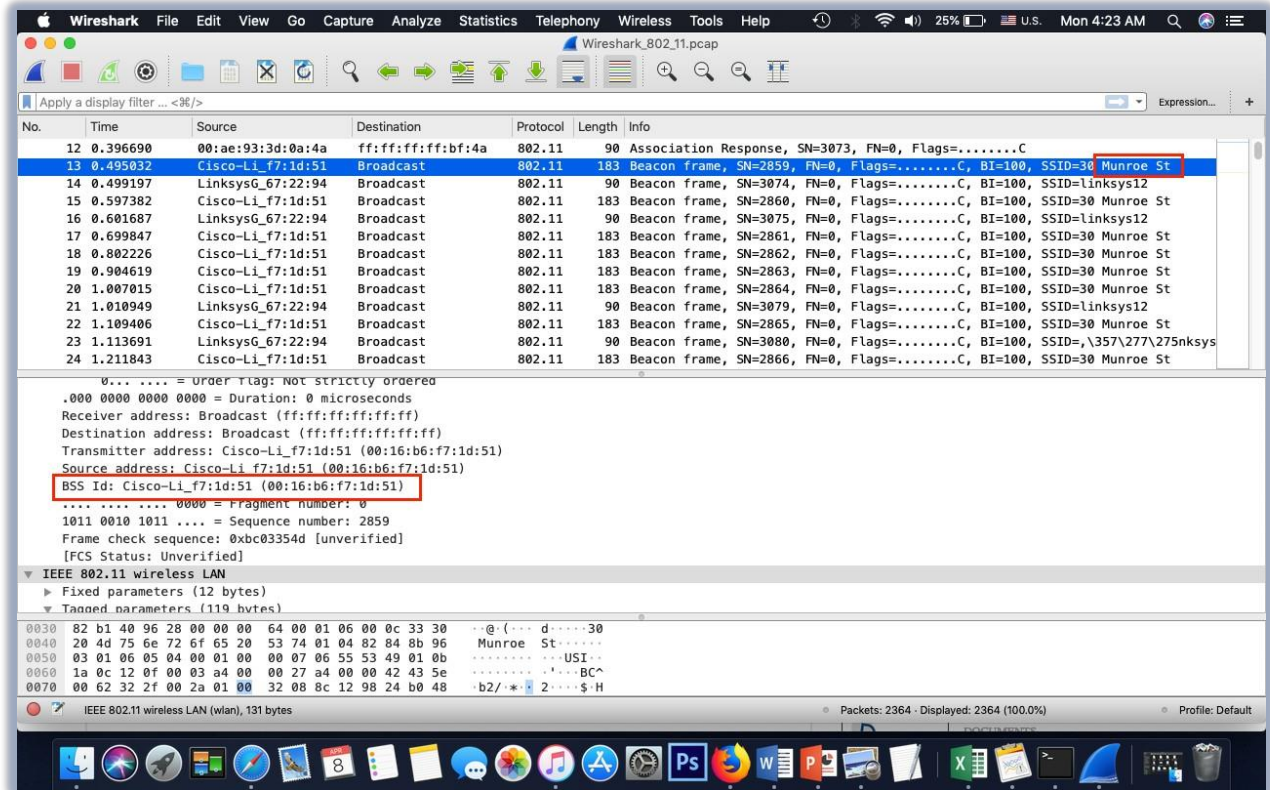 Wireshark File Edit View Go Capture Analyze Statistics Telephony Wireless Tools Help 25% U.S. Mon 4:23 AM
Wireshark_802_11.pcap
Apply a display filter ... <⌘/> Expression... +
No. Time Source Destination Protocol Length Info
12 0.396690 00:ae:93:3d:0a:4a ff:ff:ff:ff:bf:4a 802.11 90 Association Response, SN=3073, FN=0, Flags=........C
13 0.495032 Cisco-Li_f7:1d:51 Broadcast 802.11 183 Beacon frame, SN=2859, FN=0, Flags=........C, BI=100, SSID=30 Munroe St
14 0.499197 LinksysG_67:22:94 Broadcast 802.11 90 Beacon frame, SN=3074, FN=0, Flags=........C, BI=100, SSID=linksys12
15 0.597382 Cisco-Li_f7:1d:51 Broadcast 802.11 183 Beacon frame, SN=2860, FN=0, Flags=........C, BI=100, SSID=30 Munroe St
16 0.601687 LinksysG_67:22:94 Broadcast 802.11 90 Beacon frame, SN=3075, FN=0, Flags=........C, BI=100, SSID=linksys12
17 0.699847 Cisco-Li_f7:1d:51 Broadcast 802.11 183 Beacon frame, SN=2861, FN=0, Flags=........C, BI=100, SSID=30 Munroe St
18 0.802226 Cisco-Li_f7:1d:51 Broadcast 802.11 183 Beacon frame, SN=2862, FN=0, Flags=........C, BI=100, SSID=30 Munroe St
19 0.904619 Cisco-Li_f7:1d:51 Broadcast 802.11 183 Beacon frame, SN=2863, FN=0, Flags=........C, BI=100, SSID=30 Munroe St
20 1.007015 Cisco-Li_f7:1d:51 Broadcast 802.11 183 Beacon frame, SN=2864, FN=0, Flags=........C, BI=100, SSID=30 Munroe St
21 1.010949 LinksysG_67:22:94 Broadcast 802.11 90 Beacon frame, SN=3079, FN=0, Flags=........C, BI=100, SSID=linksys12
22 1.109406 Cisco-Li_f7:1d:51 Broadcast 802.11 183 Beacon frame, SN=2865, FN=0, Flags=........C, BI=100, SSID=30 Munroe St
23 1.113691 LinksysG_67:22:94 Broadcast 802.11 90 Beacon frame, SN=3080, FN=0, Flags=........C, BI=100, SSID=,\357\277\275nksys
24 1.211843 Cisco-Li_f7:1d:51 Broadcast 802.11 183 Beacon frame, SN=2866, FN=0, Flags=........C, BI=100, SSID=30 Munroe St
0... .... = Order flag: Not strictly ordered
.000 0000 0000 0000 = Duration: 0 microseconds
Receiver address: Broadcast (ff:ff:ff:ff:ff:ff)
Destination address: Broadcast (ff:ff:ff:ff:ff:ff)
Transmitter address: Cisco-Li_f7:1d:51 (00:16:b6:f7:1d:51)
Source address: Cisco-Li_f7:1d:51 (00:16:b6:f7:1d:51)
BSS Id: Cisco-Li_f7:1d:51 (00:16:b6:f7:1d:51)
.... .... .... 0000 = Fragment number: 0
1011 0010 1011 .... = Sequence number: 2859
Frame check sequence: 0xbc03354d [unverified]
[FCS Status: Unverified]
IEEE 802.11 wireless LAN
Fixed parameters (12 bytes)
Tagged parameters (119 bytes)
0030 82 b1 40 96 28 00 00 00 64 00 01 06 00 0c 33 30 ··@·(··· d·····30
0040 20 4d 75 6e 72 6f 65 20 53 74 01 04 82 84 8b 96 Munroe St······
0050 03 01 06 05 04 00 01 00 00 07 06 55 53 49 01 0b ········ ···USI··
0060 1a 0c 12 0f 00 03 a4 00 00 27 a4 00 00 42 43 5e ········ ·'···BC^
0070 00 62 32 2f 00 2a 01 00 32 08 8c 12 98 24 b0 48 ·b2/·*·· 2····$·H
IEEE 802.11 wireless LAN (wlan), 131 bytes Packets: 2364 · Displayed: 2364 (100.0%) Profile: Default
DOCUMENTS
APR
8
Ps
W
P
X